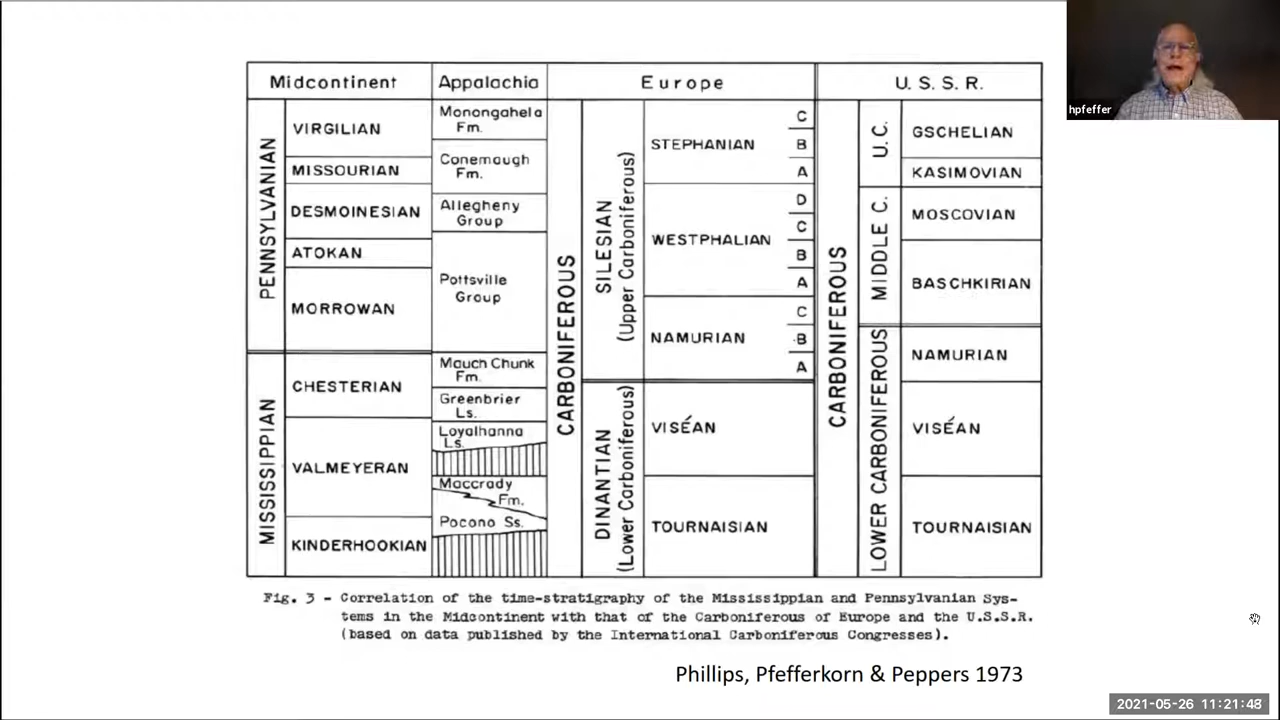 Midcontinent
Appalachia
Europe
U. S. S. R.
PENNSYLVANIAN
VIRGILIAN
MISSOURIAN
DESMOINESIAN
ATOKAN
MORROWAN
MISSISSIPPIAN
CHESTERIAN
VALMEYERAN
KINDERHOOKIAN
Monongahela
Fm.
Conemaugh
Fm.
Allegheny
Group
Pottsville
Group
Mauch Chunk
Fm.
Greenbrier
Ls.
Loyalhanna
Ls.
Maccrady
Fm.
Pocono Ss.
CARBONIFEROUS
SILESIAN
(Upper Carboniferous)
STEPHANIAN
C
B
A
WESTPHALIAN
D
C
B
A
NAMURIAN
C
B
A
DINANTIAN
(Lower Carboniferous)
VISÉAN
TOURNAISIAN
CARBONIFEROUS
U.C.
GSCHELIAN
KASIMOVIAN
MIDDLE C.
MOSCOVIAN
BASCHKIRIAN
LOWER CARBONIFEROUS
NAMURIAN
VISÉAN
TOURNAISIAN
Fig. 3 - Correlation of the time-stratigraphy of the Mississippian and Pennsylvanian Sys-
tems in the Midcontinent with that of the Carboniferous of Europe and the U.S.S.R.
(based on data published by the International Carboniferous Congresses).
Phillips, Pfefferkorn & Peppers 1973
hpfeffer
2021-05-26 11:21:48